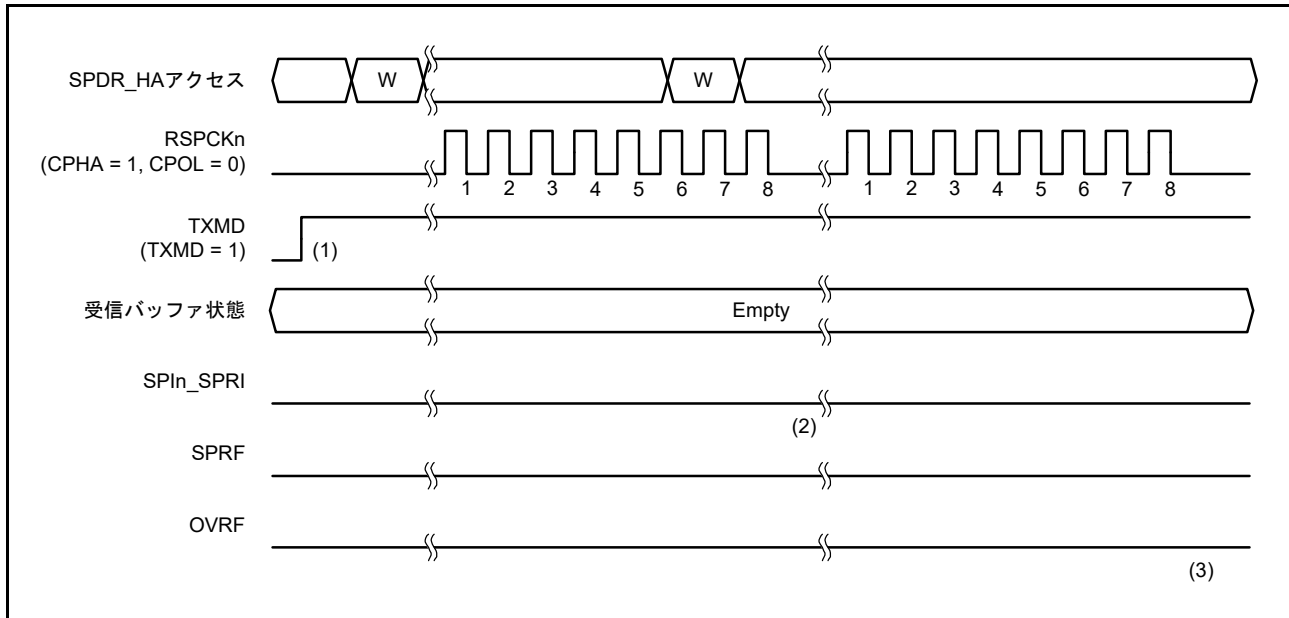 SPDR_HAアクセス
W
W
RSPCKn
(CPHA = 1, CPOL = 0)
1 2 3 4 5 6 7 8
1 2 3 4 5 6 7 8
TXMD
(TXMD = 1)
(1)
受信バッファ状態
Empty
SPIn_SPRI
(2)
SPRF
OVRF
(3)